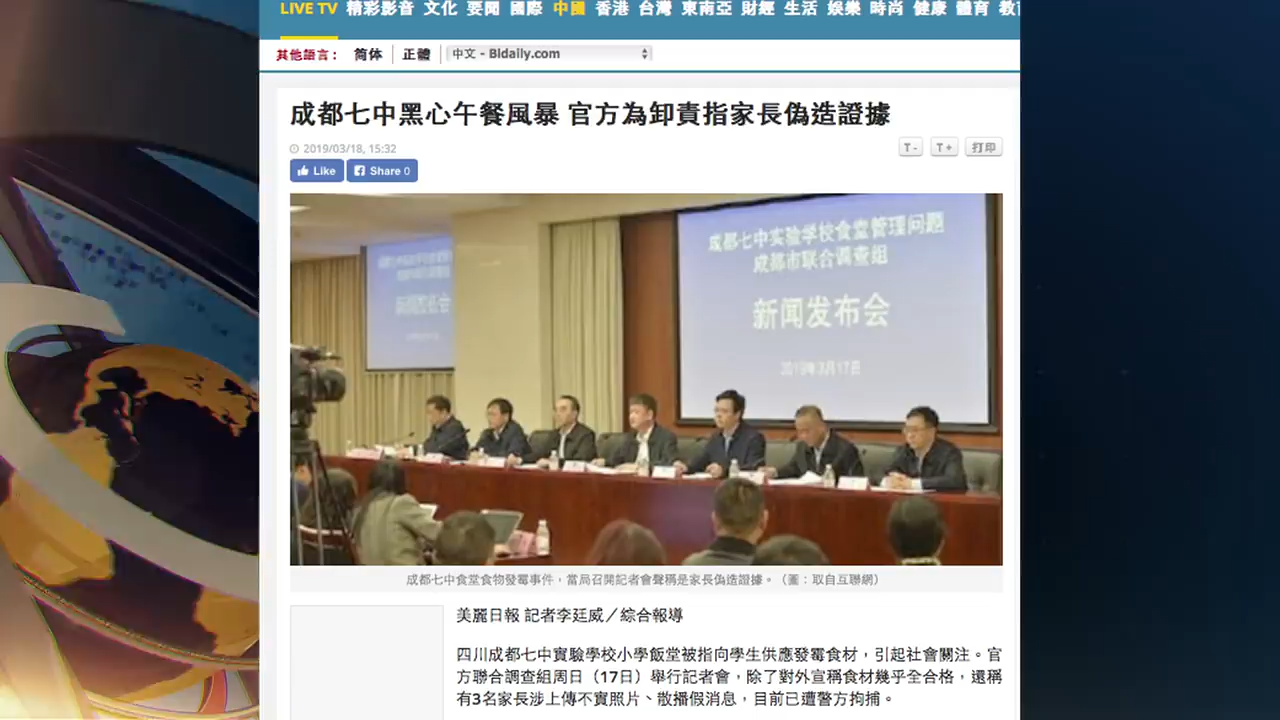 LIVE TV 精彩影音 文化 要聞 國際 中國 香港 台灣 東南亞 財經 生活 娛樂 時尚 健康 體育 教育
其他語言： 简体 正體 中文 - Bldaily.com
成都七中黑心午餐風暴 官方為卸責指家長偽造證據
2019/03/18, 15:32
T - T + 打印
Like Share 0
成都七中实验学校食堂管理问题
成都市联合调查组
新闻发布会
2019年3月17日
成都七中食堂食物發霉事件，當局召開記者會聲稱是家長偽造證據。（圖：取自互聯網）
美麗日報 記者李廷威／綜合報導
四川成都七中實驗學校小學飯堂被指向學生供應發霉食材，引起社會關注。官
方聯合調查組周日（17日）舉行記者會，除了對外宣稱食材幾乎全合格，還稱
有3名家長涉上傳不實照片、散播假消息，目前已遭警方拘捕。